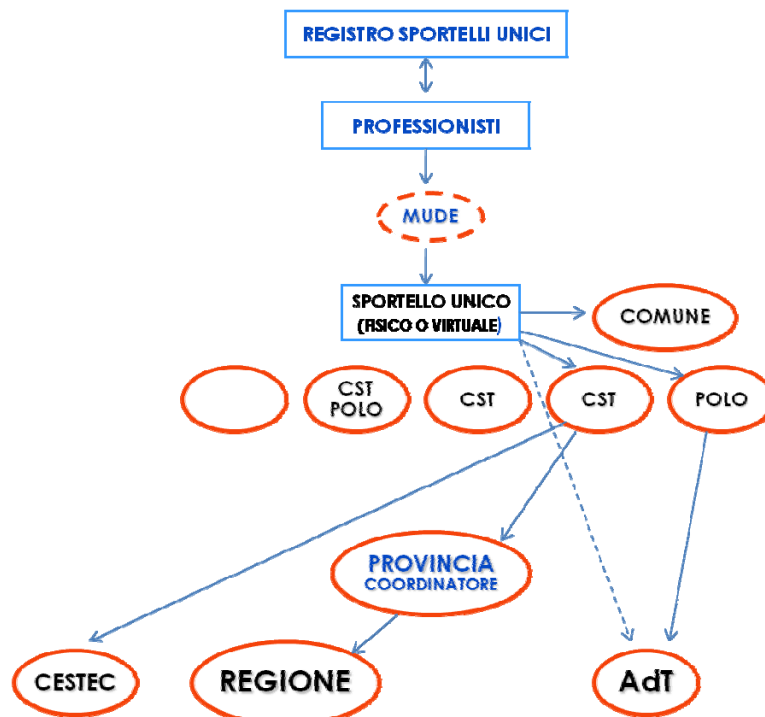 REGISTRO SPORTELLI UNICI
PROFESSIONISTI
MUDE
SPORTELLO UNICO
(FISICO O VIRTUALE)
COMUNE
CST
POLO
CST
CST
POLO
PROVINCIA
COORDINATORE
CESTEC
REGIONE
AdT